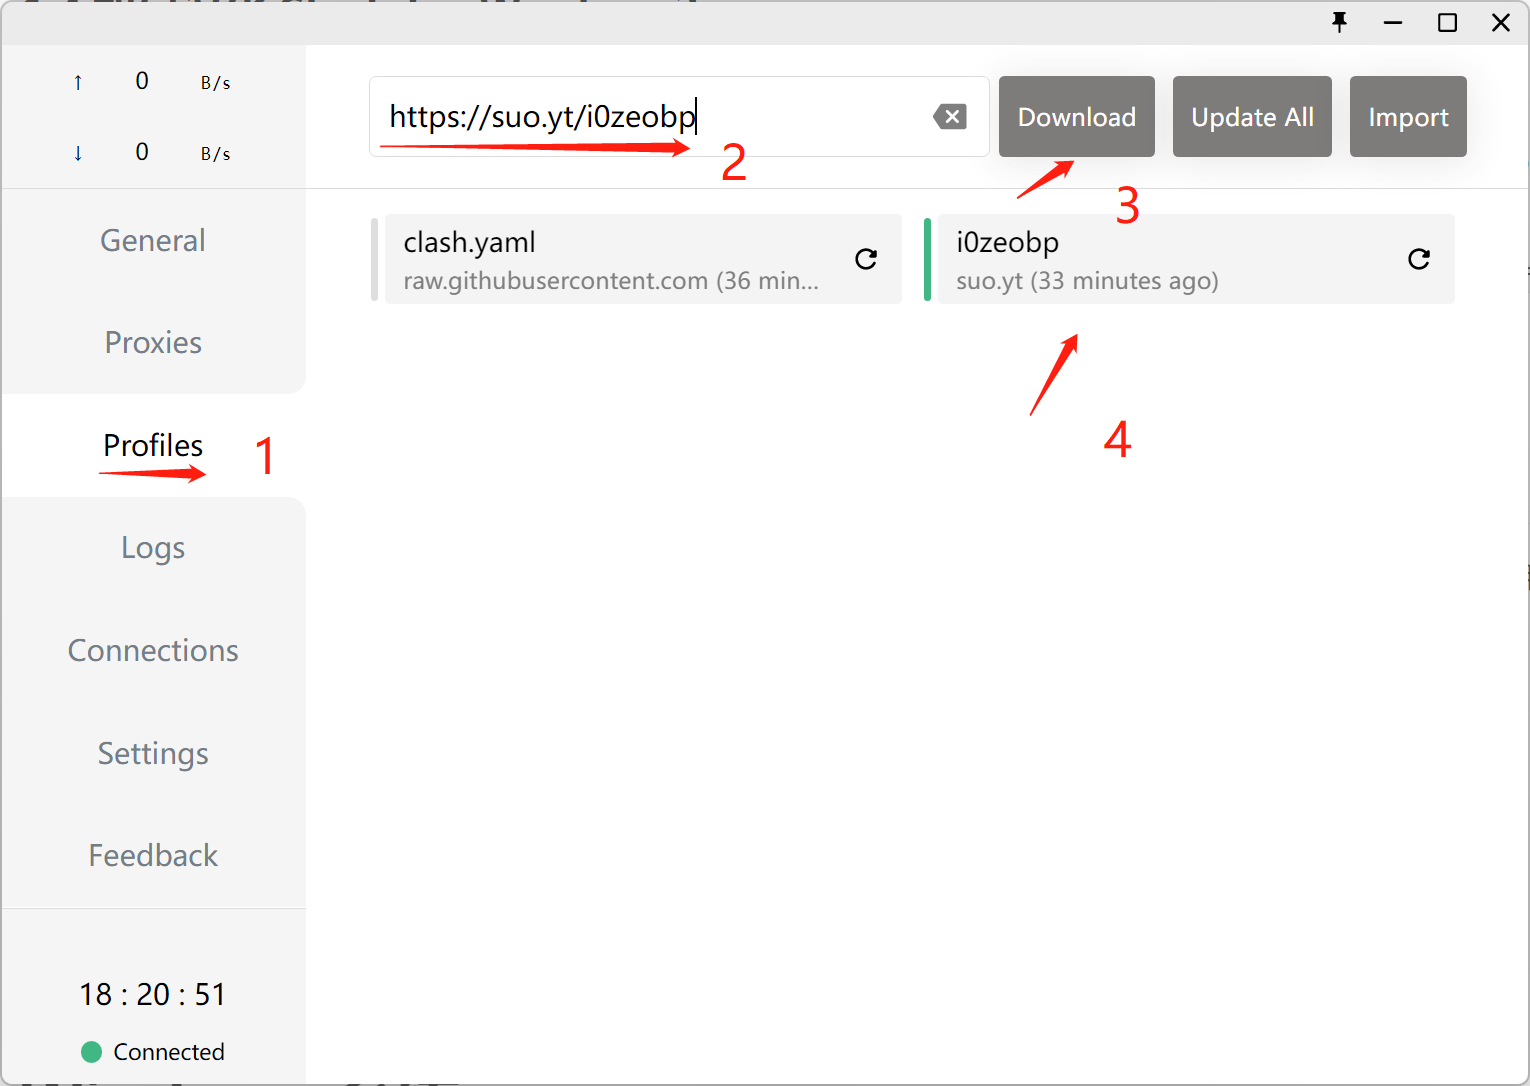 ↑ 0 B/s
↓ 0 B/s
General
Proxies
Profiles 1
Logs
Connections
Settings
Feedback
18 : 20 : 51
Connected
https://suo.yt/i0zeobp
2
Download
Update All
Import
3
clash.yaml
raw.githubusercontent.com (36 min...
i0zeobp
suo.yt (33 minutes ago)
4